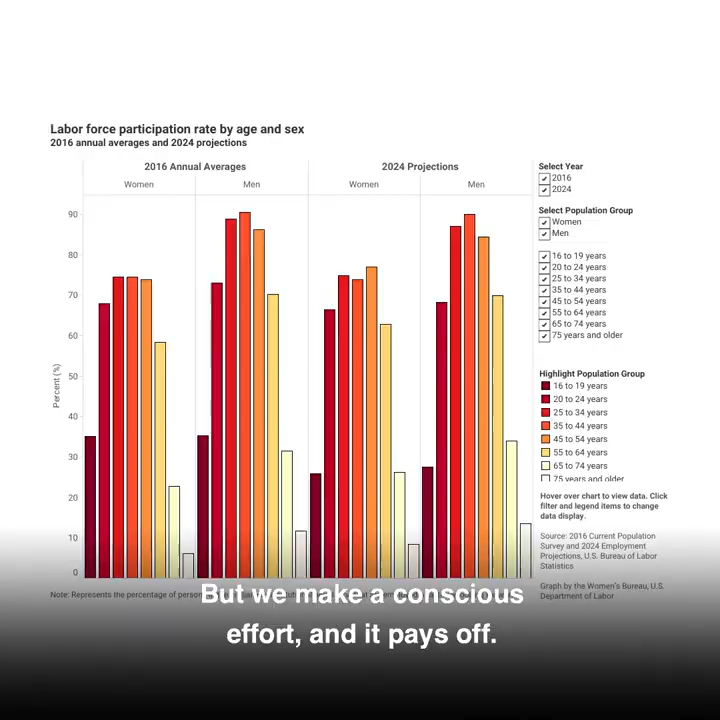 Labor force participation rate by age and sex
2016 annual averages and 2024 projections
2016 Annual Averages
2024 Projections
Women
Men
Women
Men
90
80
70
60
50
40
30
20
10
0
Percent (%)
Select Year
2016
2024
Select Population Group
Women
Men
16 to 19 years
20 to 24 years
25 to 34 years
35 to 44 years
45 to 54 years
55 to 64 years
65 to 74 years
75 years and older
Highlight Population Group
16 to 19 years
20 to 24 years
25 to 34 years
35 to 44 years
45 to 54 years
55 to 64 years
65 to 74 years
75 years and older
Hover over chart to view data. Click
filter and legend items to change
data display.
Source: 2016 Current Population
Survey and 2024 Employment
Projections, U.S. Bureau of Labor
Statistics
Graph by the Women's Bureau, U.S.
Department of Labor
Note: Represents the percentage of
But we make a conscious
effort, and it pays off.